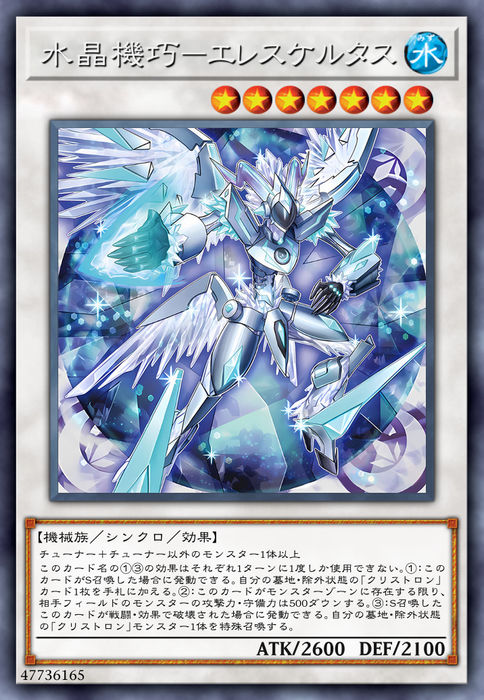 水晶機巧－エレスケルタス
みず
水
【機械族／シンクロ／効果】
チューナー＋チューナー以外のモンスター1体以上
このカード名の①③の効果はそれぞれ1ターンに1度しか使用できない。①：こ
のカードがS召喚した場合に発動できる。自分の墓地・除外状態の「クリストロン」
カード1枚を手札に加える。②：このカードがモンスターゾーンに存在する限り、
相手フィールドのモンスターの攻撃力・守備力は500ダウンする。③：S召喚した
このカードが戦闘・効果で破壊された場合に発動できる。自分の墓地・除外状態
の「クリストロン」モンスター1体を特殊召喚する。
ATK/2600 DEF/2100
47736165